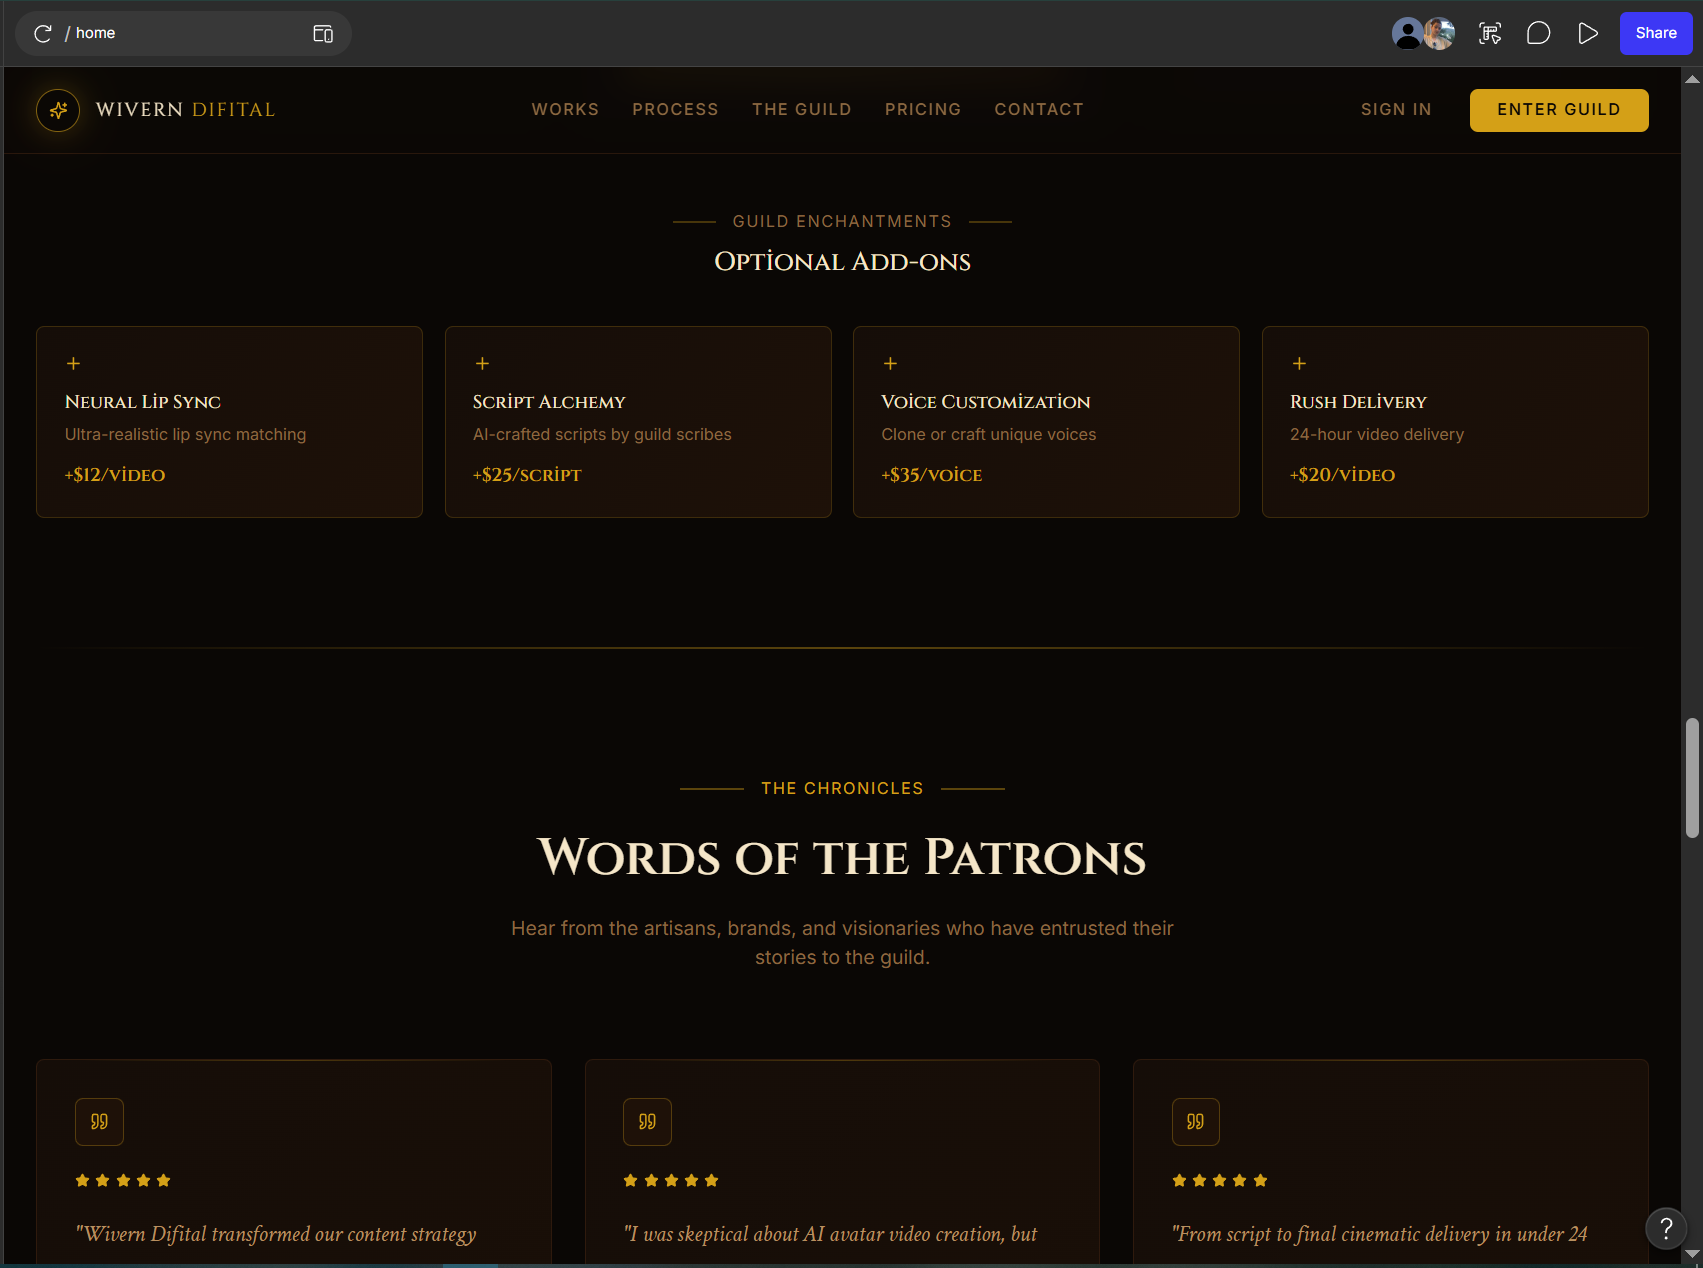 / home
Share
WIVERN DIFITAL
WORKS
PROCESS
THE GUILD
PRICING
CONTACT
SIGN IN
ENTER GUILD
GUILD ENCHANTMENTS
Optional Add-ons
Neural Lip Sync
Ultra-realistic lip sync matching
+$12/video
Script Alchemy
AI-crafted scripts by guild scribes
+$25/script
Voice Customization
Clone or craft unique voices
+$35/voice
Rush Delivery
24-hour video delivery
+$20/video
THE CHRONICLES
Words of the Patrons
Hear from the artisans, brands, and visionaries who have entrusted their
stories to the guild.
"Wivern Difital transformed our content strategy
"I was skeptical about AI avatar video creation, but
"From script to final cinematic delivery in under 24
?